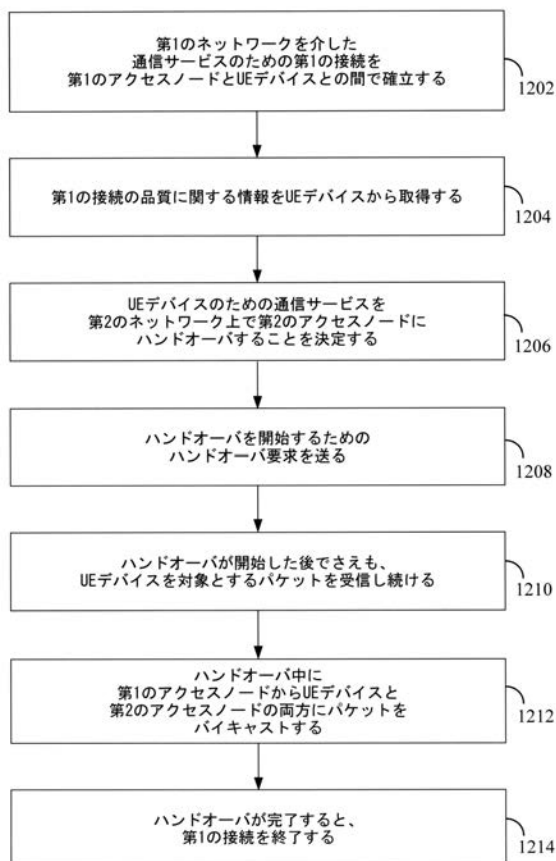 第1のネットワークを介した
通信サービスのための第1の接続を
第1のアクセスノードとUEデバイスとの間で確立する
1202
第1の接続の品質に関する情報をUEデバイスから取得する
1204
UEデバイスのための通信サービスを
第2のネットワーク上で第2のアクセスノードに
ハンドオーバすることを決定する
1206
ハンドオーバを開始するための
ハンドオーバ要求を送る
1208
ハンドオーバが開始した後でさえも、
UEデバイスを対象とするパケットを受信し続ける
1210
ハンドオーバ中に
第1のアクセスノードからUEデバイスと
第2のアクセスノードの両方にパケットを
バイキャストする
1212
ハンドオーバが完了すると、
第1の接続を終了する
1214